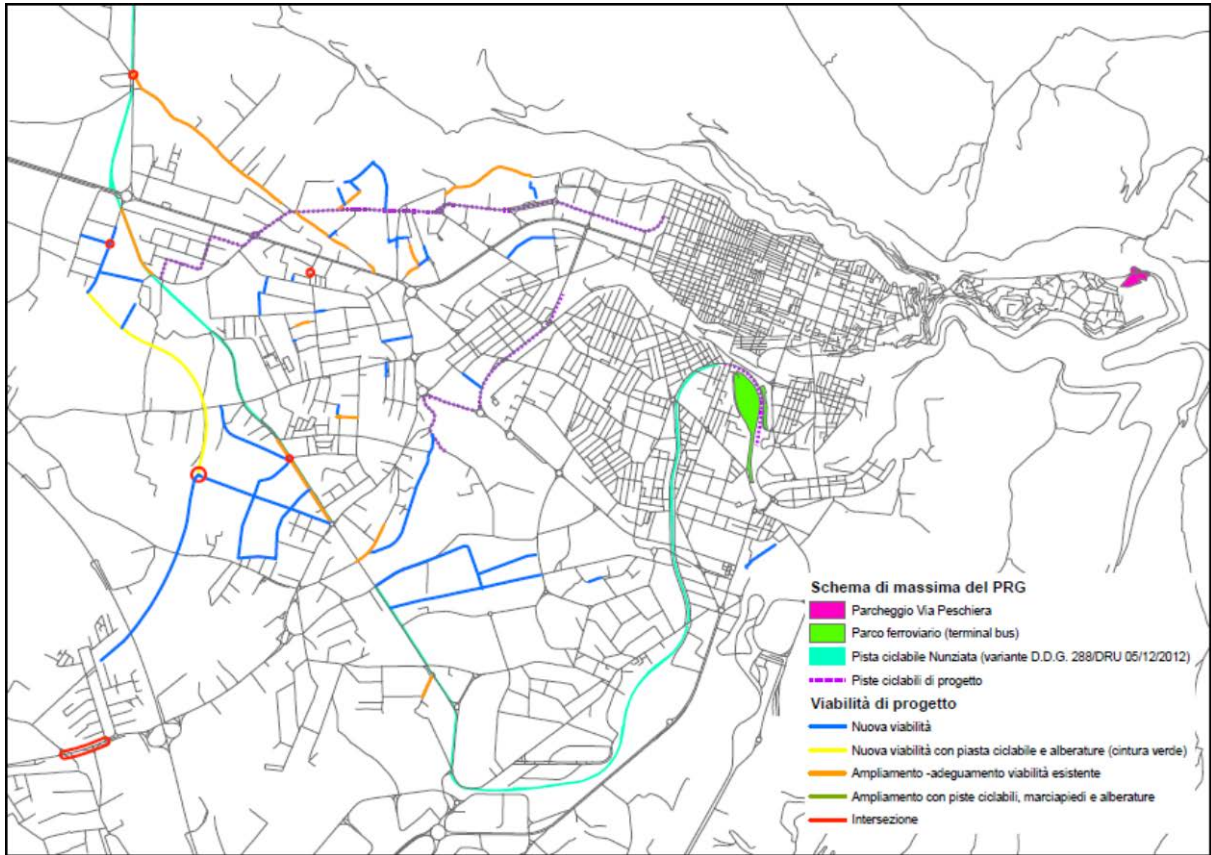 Schema di massima del PRG
Parcheggio Via Peschiera
Parco ferroviario (terminal bus)
Pista ciclabile Nunziata (variante D.D.G. 288/DRU 05/12/2012)
Piste ciclabili di progetto
Viabilità di progetto
Nuova viabilità
Nuova viabilità con piasta ciclabile e alberature (cintura verde)
Ampliamento -adeguamento viabilità esistente
Ampliamento con piste ciclabili, marciapiedi e alberature
Intersezione